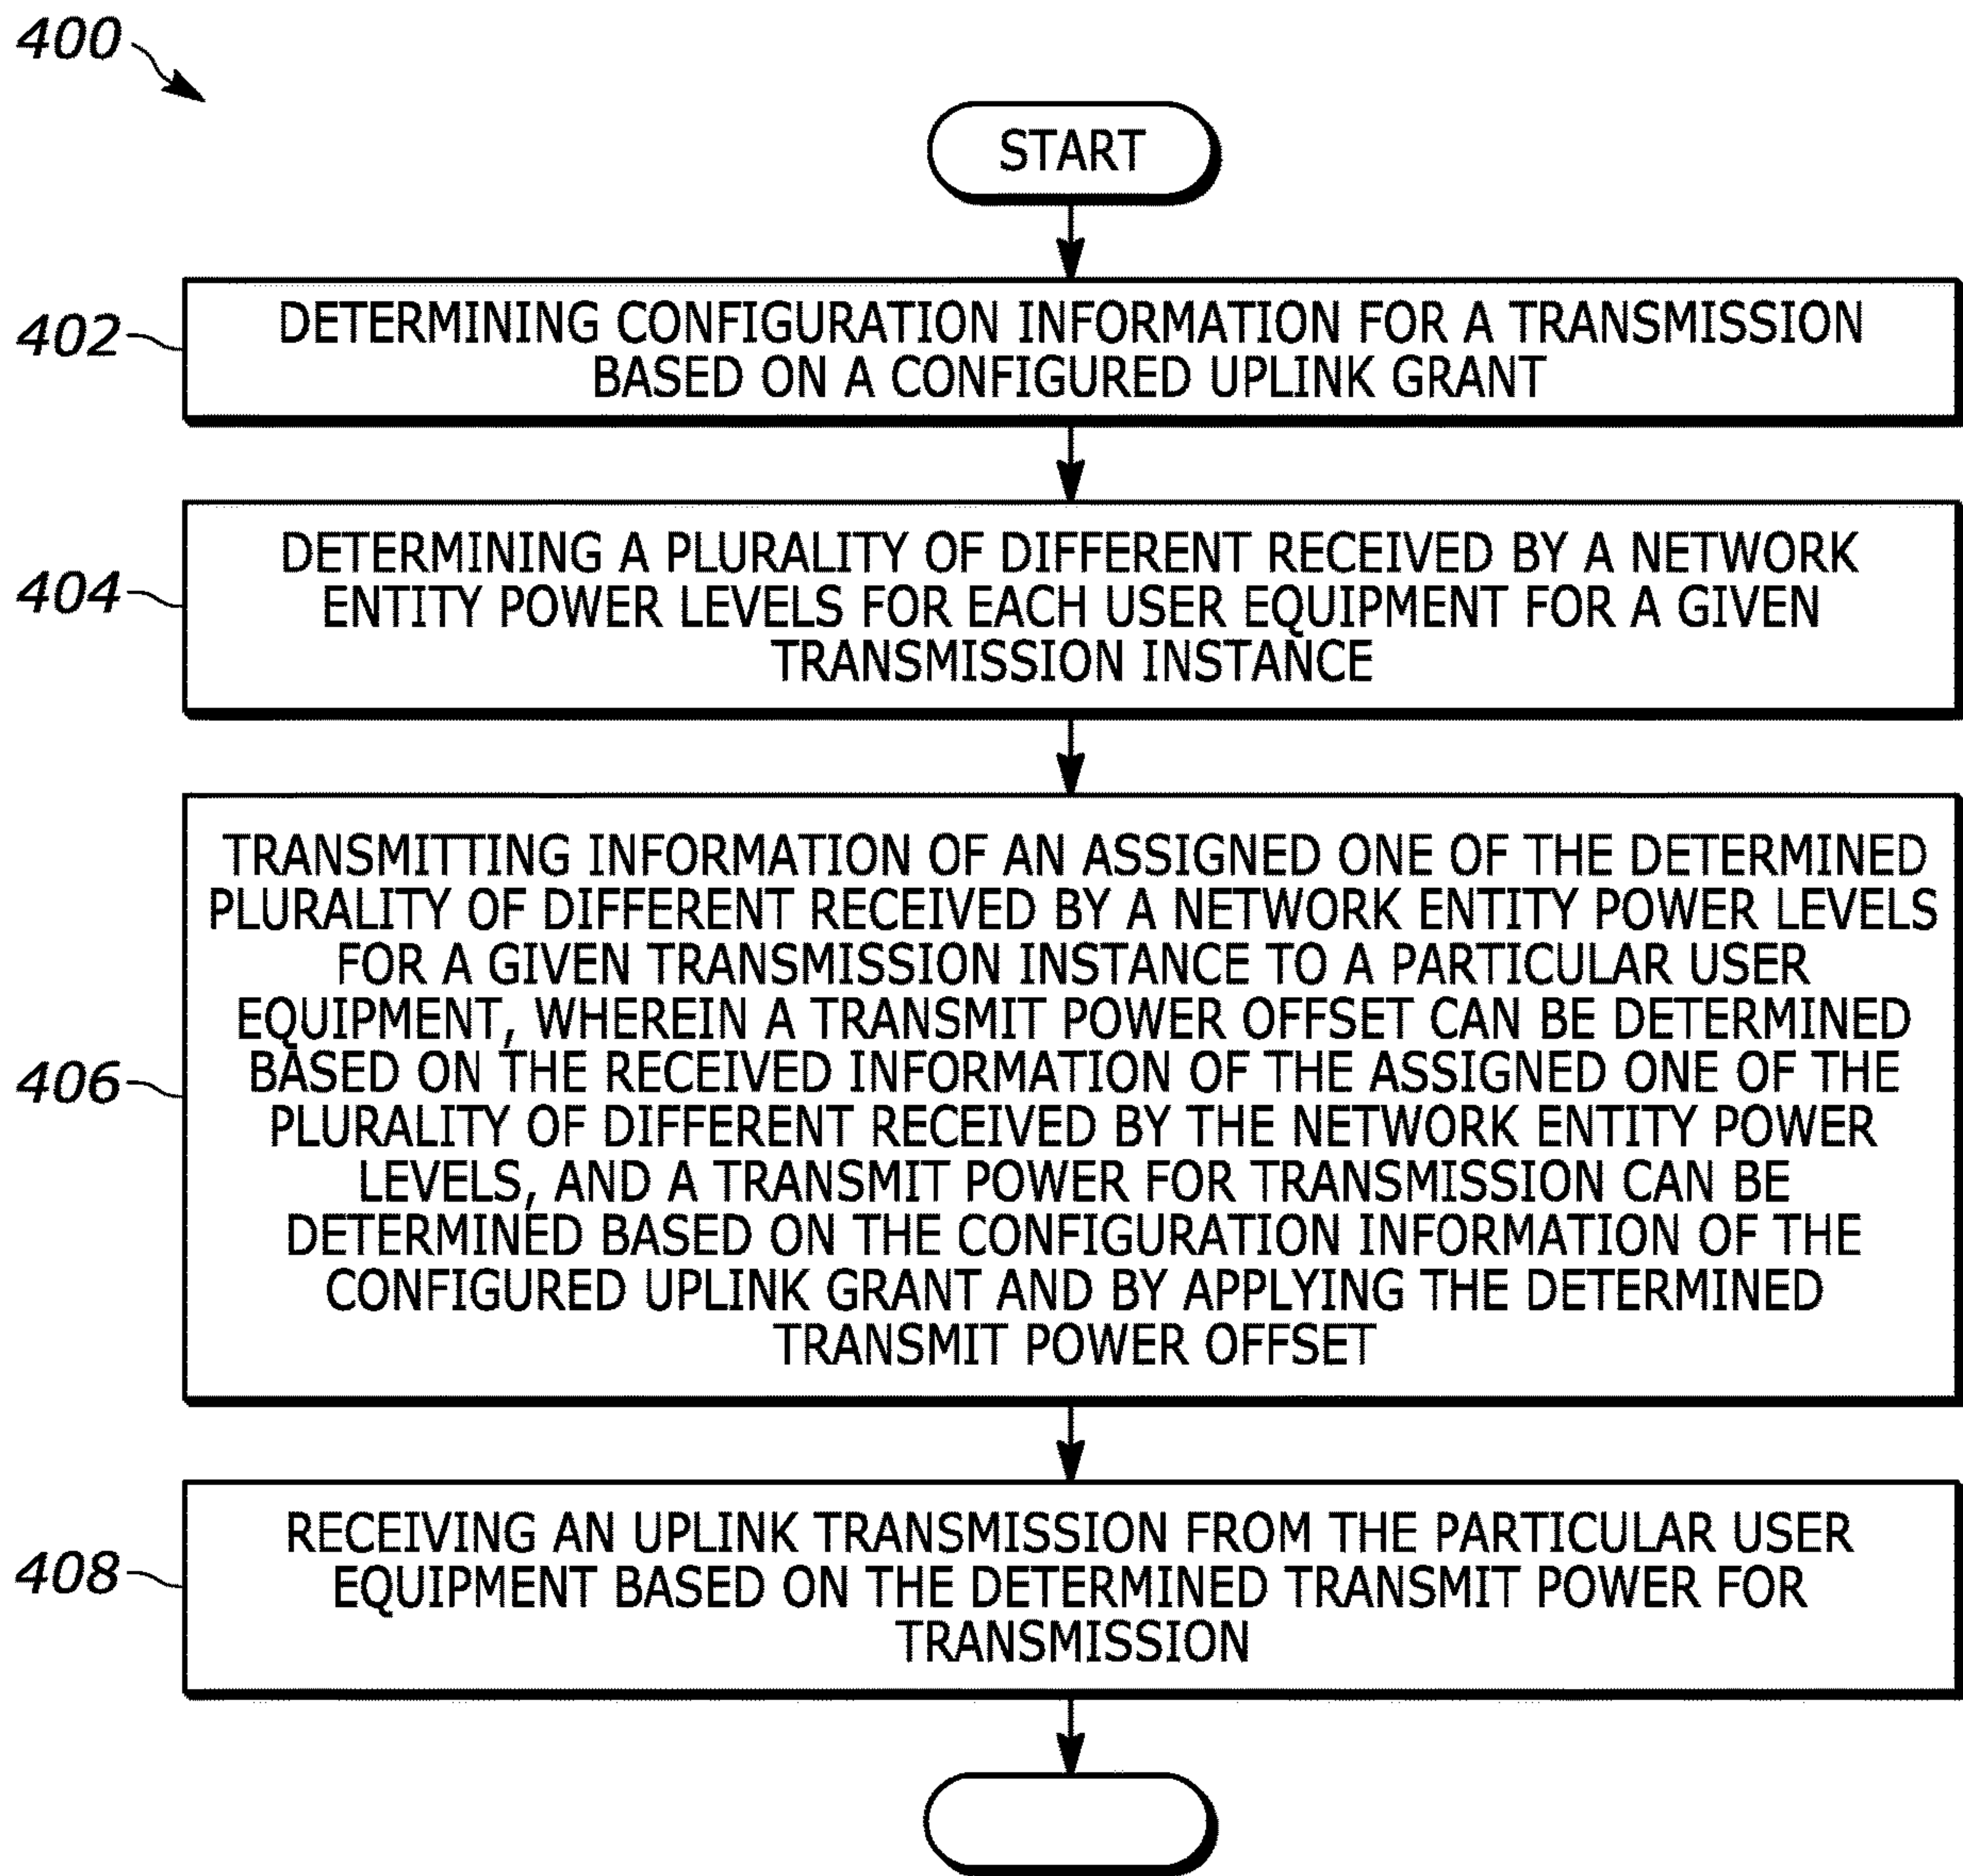 400
START
402
DETERMINING CONFIGURATION INFORMATION FOR A TRANSMISSION
BASED ON A CONFIGURED UPLINK GRANT
404
DETERMINING A PLURALITY OF DIFFERENT RECEIVED BY A NETWORK
ENTITY POWER LEVELS FOR EACH USER EQUIPMENT FOR A GIVEN
TRANSMISSION INSTANCE
406
TRANSMITTING INFORMATION OF AN ASSIGNED ONE OF THE DETERMINED
PLURALITY OF DIFFERENT RECEIVED BY A NETWORK ENTITY POWER LEVELS
FOR A GIVEN TRANSMISSION INSTANCE TO A PARTICULAR USER
EQUIPMENT, WHEREIN A TRANSMIT POWER OFFSET CAN BE DETERMINED
BASED ON THE RECEIVED INFORMATION OF THE ASSIGNED ONE OF THE
PLURALITY OF DIFFERENT RECEIVED BY THE NETWORK ENTITY POWER
LEVELS, AND A TRANSMIT POWER FOR TRANSMISSION CAN BE
DETERMINED BASED ON THE CONFIGURATION INFORMATION OF THE
CONFIGURED UPLINK GRANT AND BY APPLYING THE DETERMINED
TRANSMIT POWER OFFSET
408
RECEIVING AN UPLINK TRANSMISSION FROM THE PARTICULAR USER
EQUIPMENT BASED ON THE DETERMINED TRANSMIT POWER FOR
TRANSMISSION